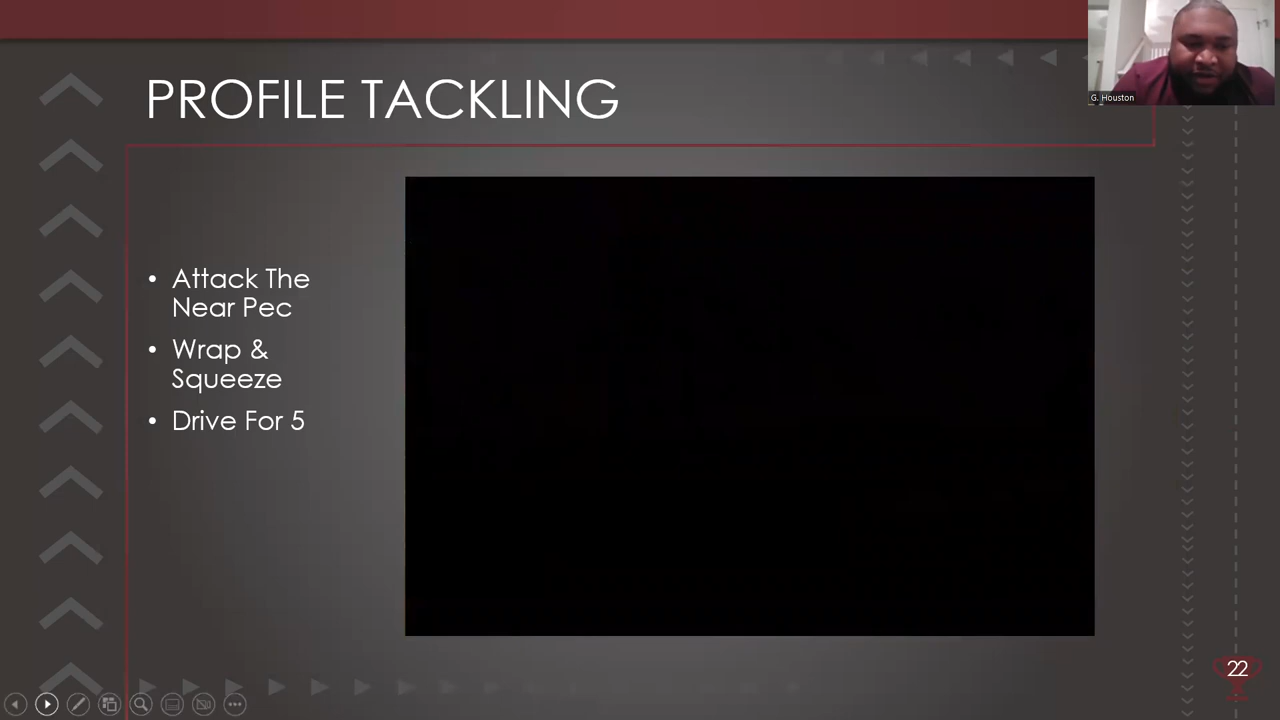 PROFILE TACKLING
G. Houston
• Attack The
Near Pec
• Wrap &
Squeeze
• Drive For 5
22